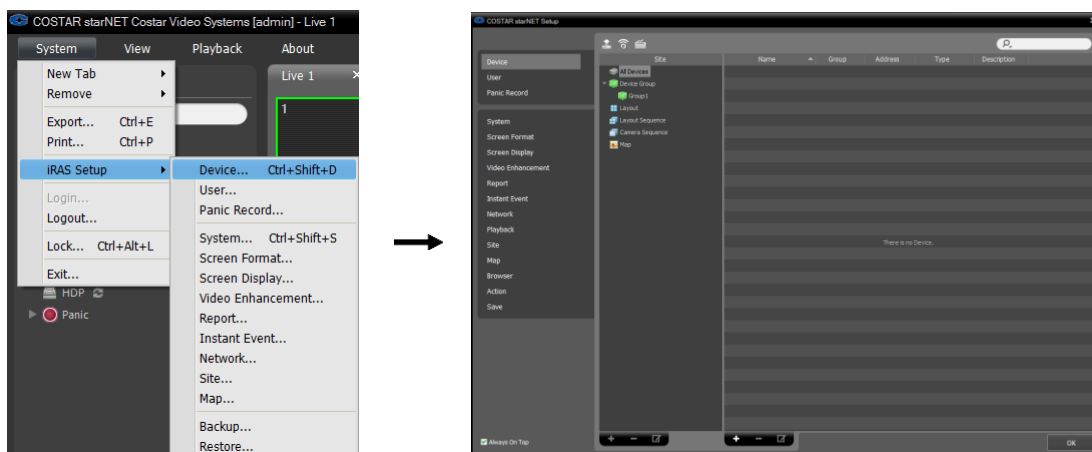 COSTAR starNET Costar Video Systems [admin] - Live 1
System View Playback About
New Tab
Remove
Export... Ctrl+E
Print... Ctrl+P
iRAS Setup
Login...
Logout...
Lock... Ctrl+Alt+L
Exit...
HDP
Panic
Live 1
1
Device... Ctrl+Shift+D
User...
Panic Record...
System... Ctrl+Shift+S
Screen Format...
Screen Display...
Video Enhancement...
Report...
Instant Event...
Network...
Site...
Map...
Backup...
Restore...
COSTAR starNET Setup
Device
User
Panic Record
System
Screen Format
Screen Display
Video Enhancement
Report
Instant Event
Network
Playback
Site
Map
Browser
Action
Save
Always On Top
Site
All Devices
Device Group
Group1
Layout
Layout Sequence
Camera Sequence
Map
Name Group Address Type Description
There is no Device.
OK